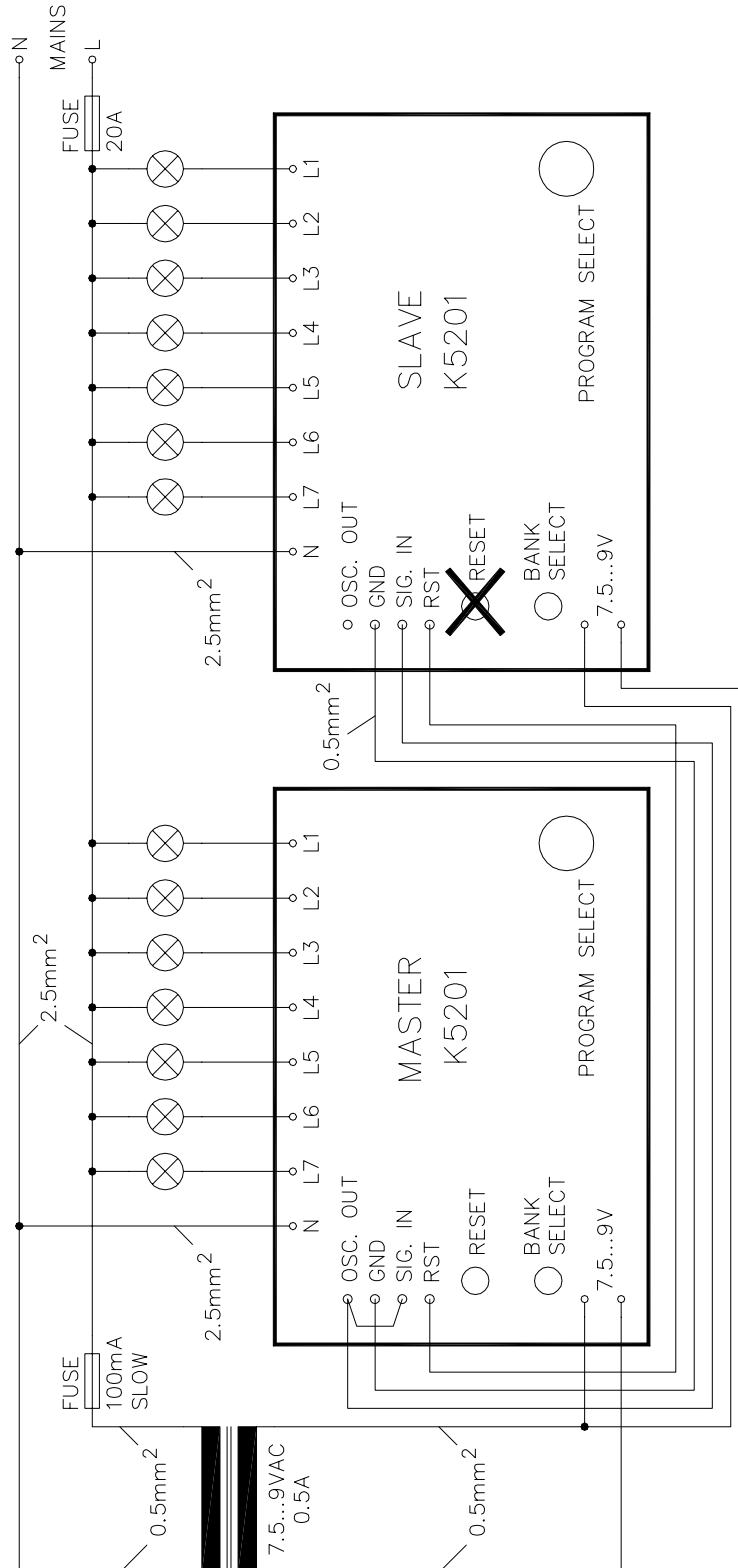 N
MAINS
L
FUSE
20A
L1
L2
L3
L4
L5
L6
L7
N
2.5mm²
SLAVE
K5201
PROGRAM SELECT
OSC. OUT
GND
SIG. IN
RST
RESET
BANK
SELECT
7.5...9V
0.5mm²
2.5mm²
L1
L2
L3
L4
L5
L6
L7
N
2.5mm²
MASTER
K5201
PROGRAM SELECT
OSC. OUT
GND
SIG. IN
RST
RESET
BANK
SELECT
7.5...9V
FUSE
100mA
SLOW
0.5mm²
7.5...9VAC
0.5A
0.5mm²